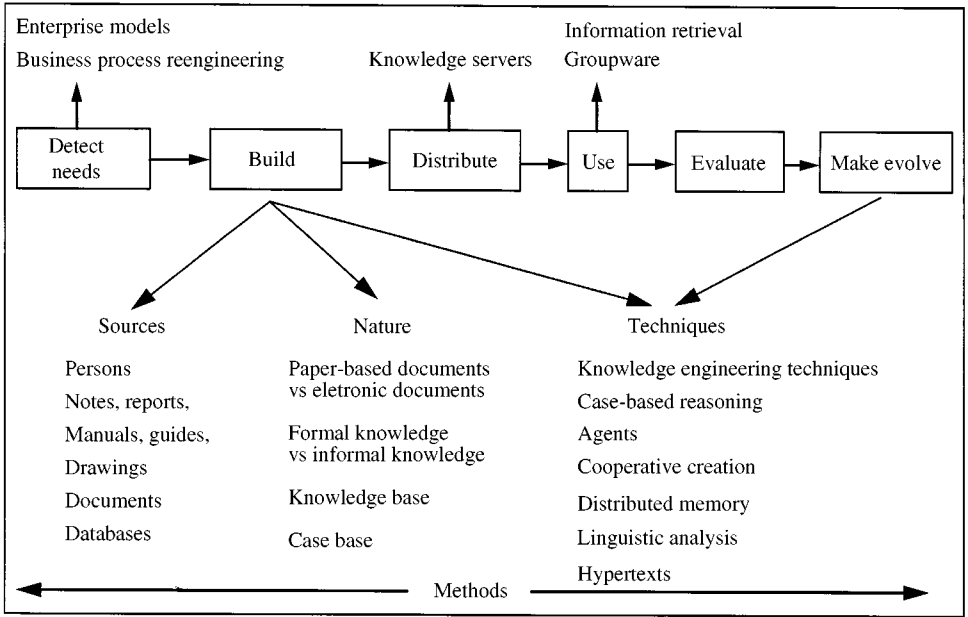 Enterprise models
Business process reengineering
Knowledge servers
Information retrieval
Groupware
Detect
needs
Build
Distribute
Use
Evaluate
Make evolve
Sources
Persons
Notes, reports,
Manuals, guides,
Drawings
Documents
Databases
Nature
Paper-based documents
vs eletronic documents
Formal knowledge
vs informal knowledge
Knowledge base
Case base
Techniques
Knowledge engineering techniques
Case-based reasoning
Agents
Cooperative creation
Distributed memory
Linguistic analysis
Hypertexts
Methods